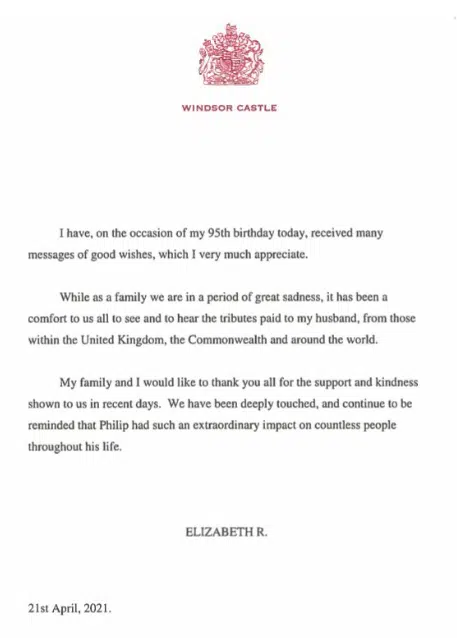 WINDSOR CASTLE
I have, on the occasion of my 95th birthday today, received many
messages of good wishes, which I very much appreciate.
While as a family we are in a period of great sadness, it has been a
comfort to us all to see and to hear the tributes paid to my husband, from those
within the United Kingdom, the Commonwealth and around the world.
My family and I would like to thank you all for the support and kindness
shown to us in recent days.  We have been deeply touched, and continue to be
reminded that Philip had such an extraordinary impact on countless people
throughout his life.
ELIZABETH R.
21st April, 2021.